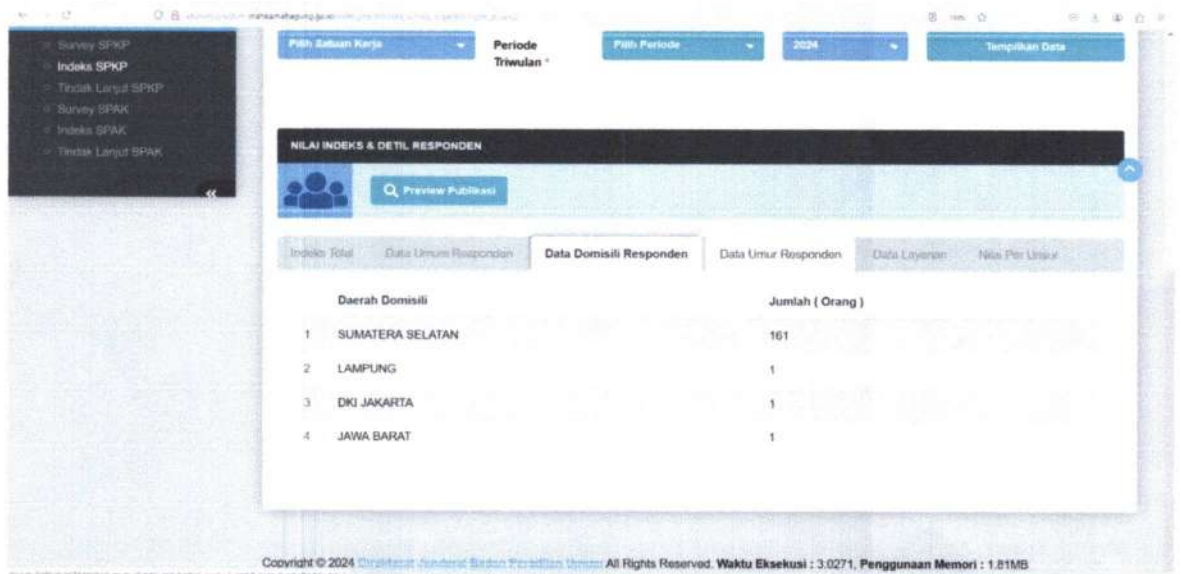 Survey SPKP
Indeks SPKP
Tindak Lanjut SPKP
Survey SPAK
Indeks SPAK
Tindak Lanjut SPAK
«
Pilih Satuan Kerja
Periode
Triwulan *
Pilih Periode
2024
Tampilkan Data
NILAI INDEKS & DETIL RESPONDEN
Preview Publikasi
Indeks Total Data Umum Responden Data Domisili Responden Data Umur Responden Data Layanan Nilai Per Unsur
Daerah Domisili Jumlah ( Orang )
1 SUMATERA SELATAN 161
2 LAMPUNG 1
3 DKI JAKARTA 1
4 JAWA BARAT 1
Copyright © 2024 Direktorat Jenderal Badan Peradilan Umum All Rights Reserved. Waktu Eksekusi : 3.0271, Penggunaan Memori : 1.81MB